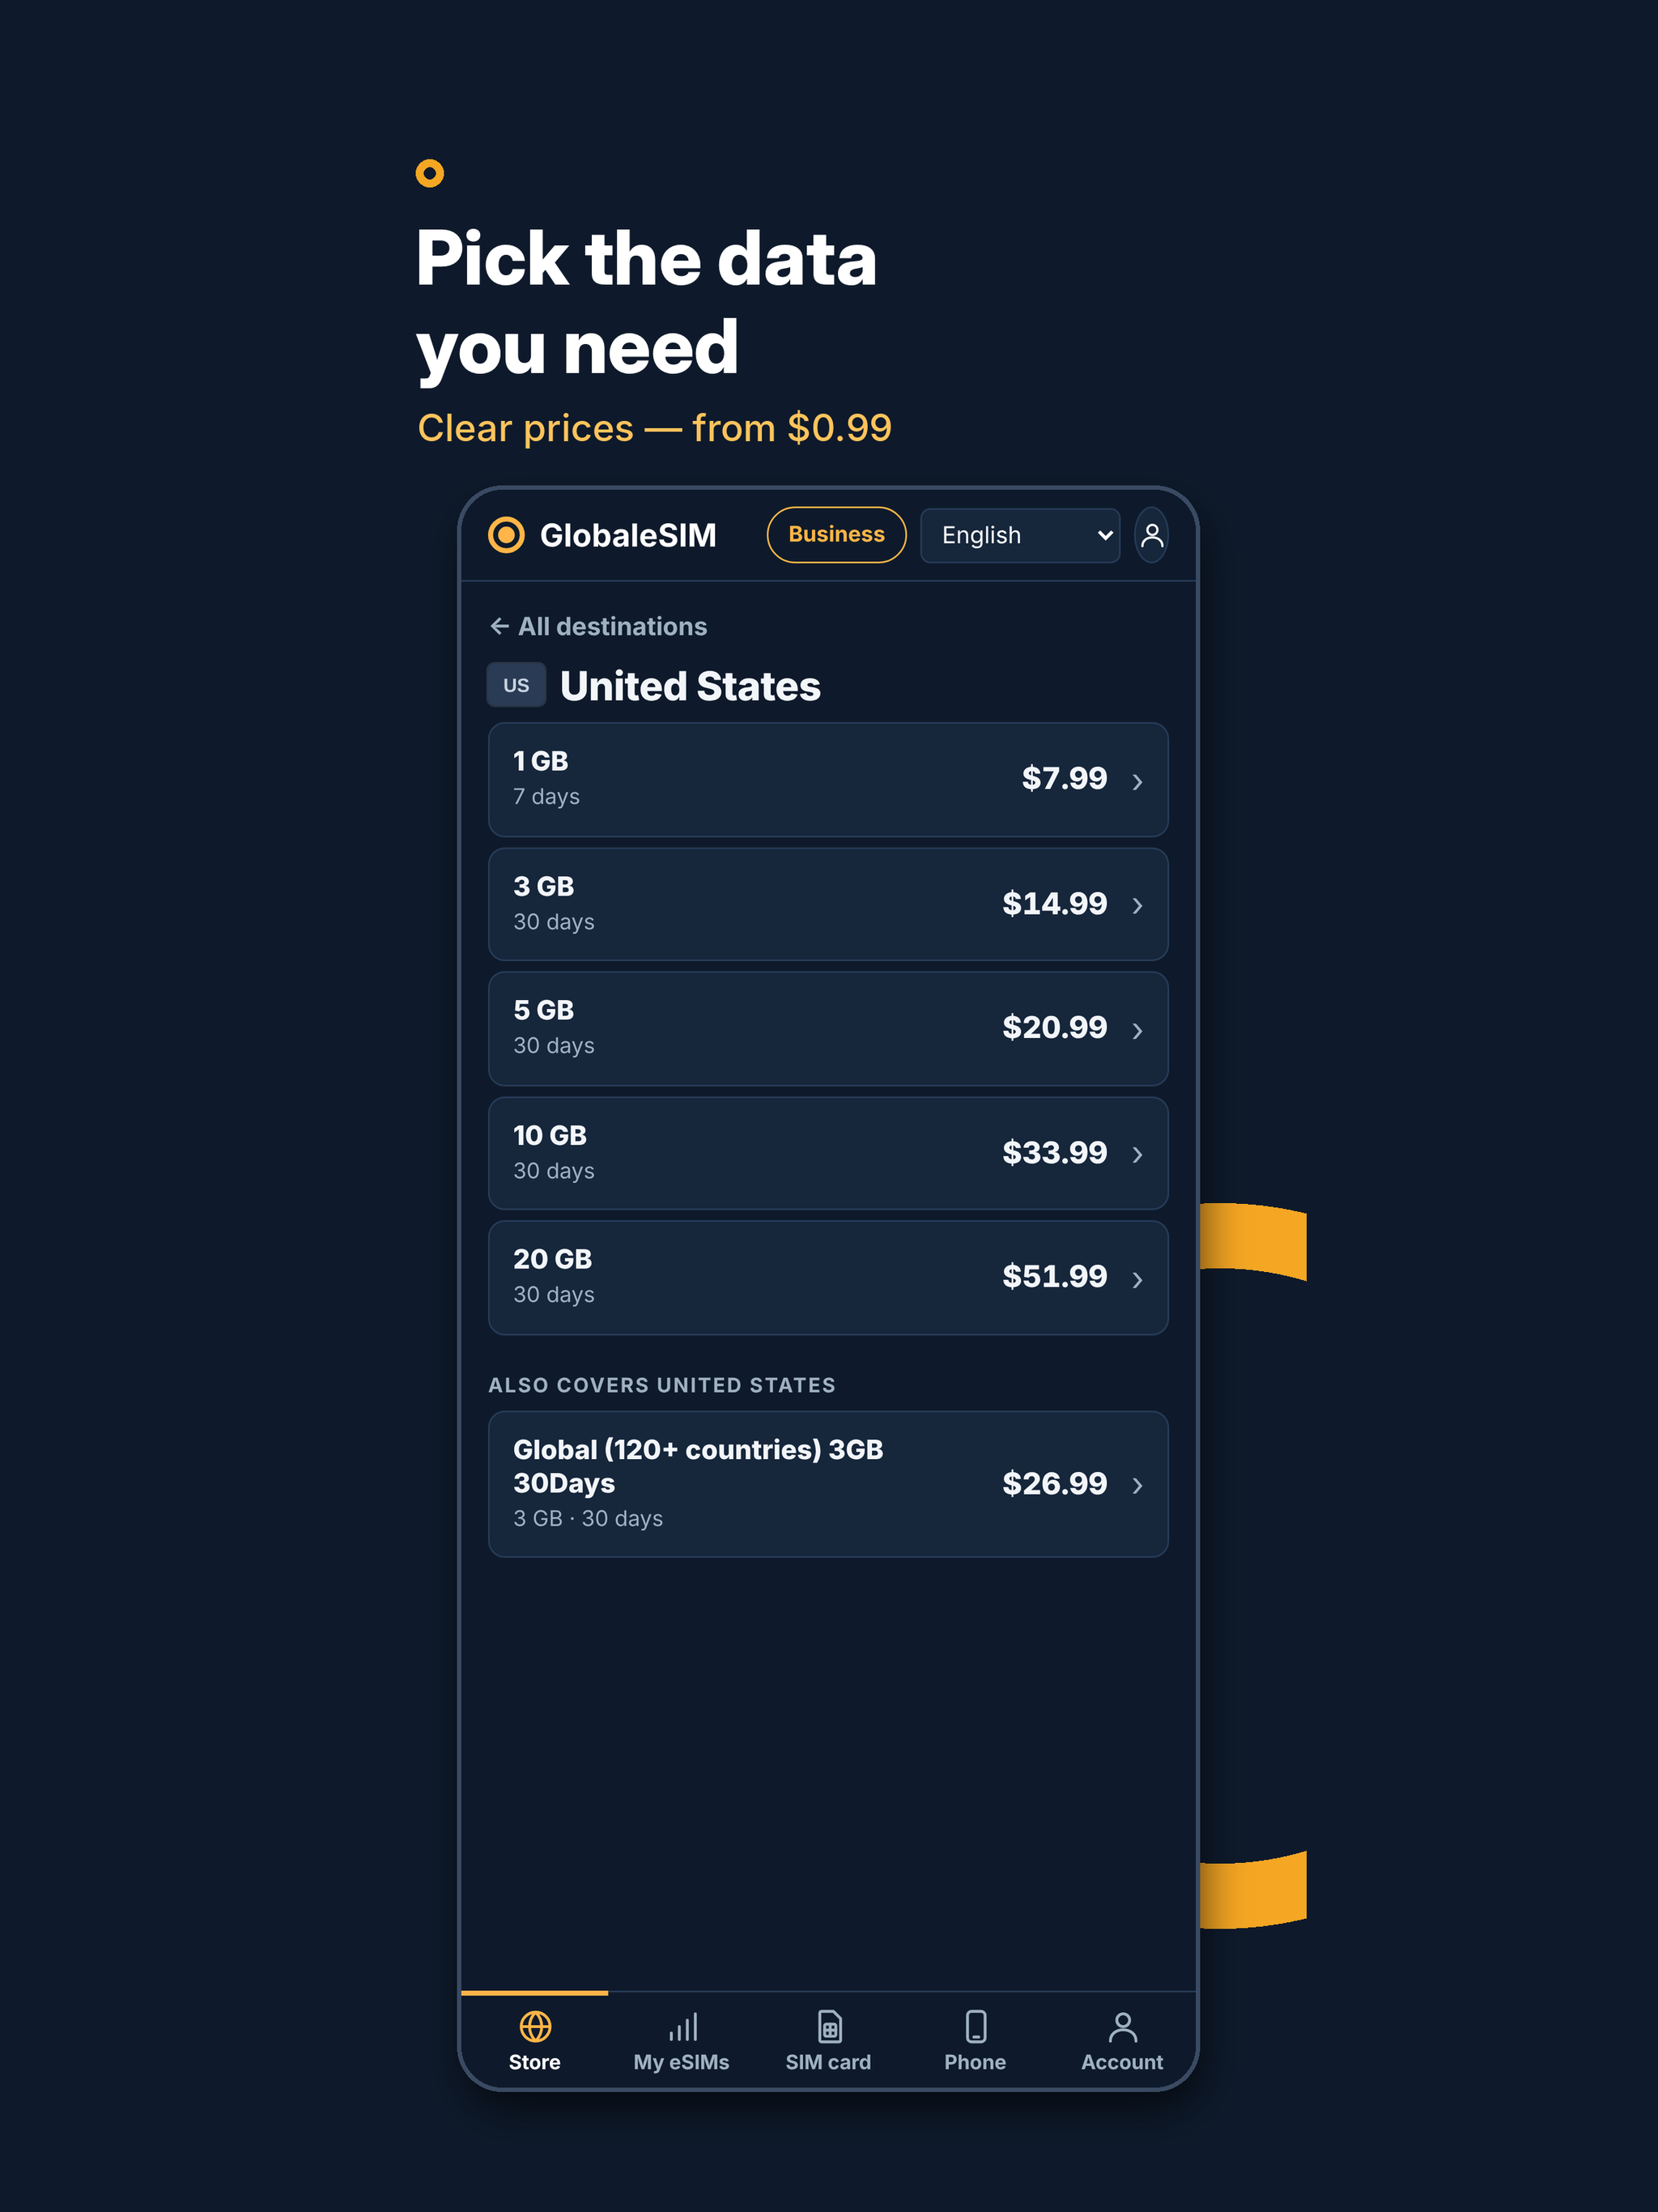 Pick the data
you need
Clear prices — from $0.99
GlobaleSIM
Business
English
← All destinations
US
United States
1 GB
7 days
$7.99
3 GB
30 days
$14.99
5 GB
30 days
$20.99
10 GB
30 days
$33.99
20 GB
30 days
$51.99
ALSO COVERS UNITED STATES
Global (120+ countries) 3GB
30Days
3 GB · 30 days
$26.99
Store
My eSIMs
SIM card
Phone
Account